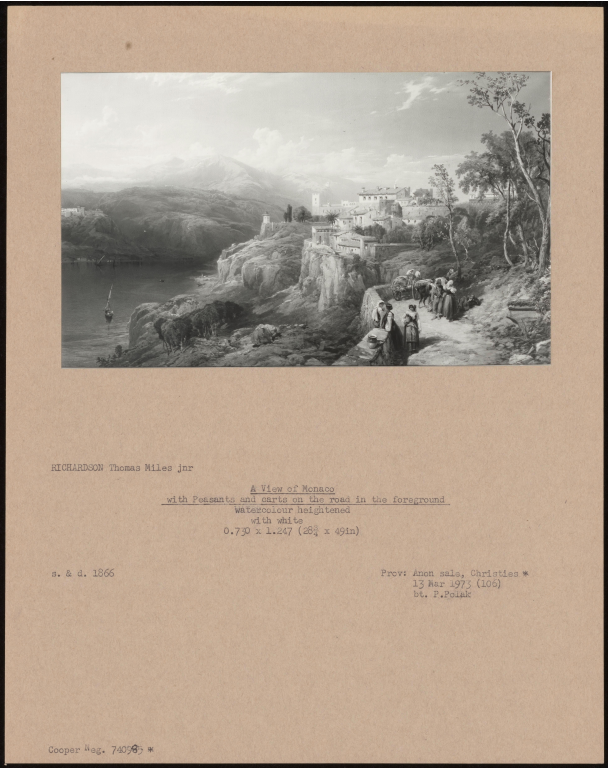 RICHARDSON Thomas Miles jnr
A View of Monaco
with Peasants and carts on the road in the foreground
watercolour heightened
with white
0.730 x 1.247 (28¾ x 49in)
s. & d. 1866
Prov: Anon sale, Christies *
13 Mar 1973 (106)
bt. P.Polak
Cooper Neg. 740985 *